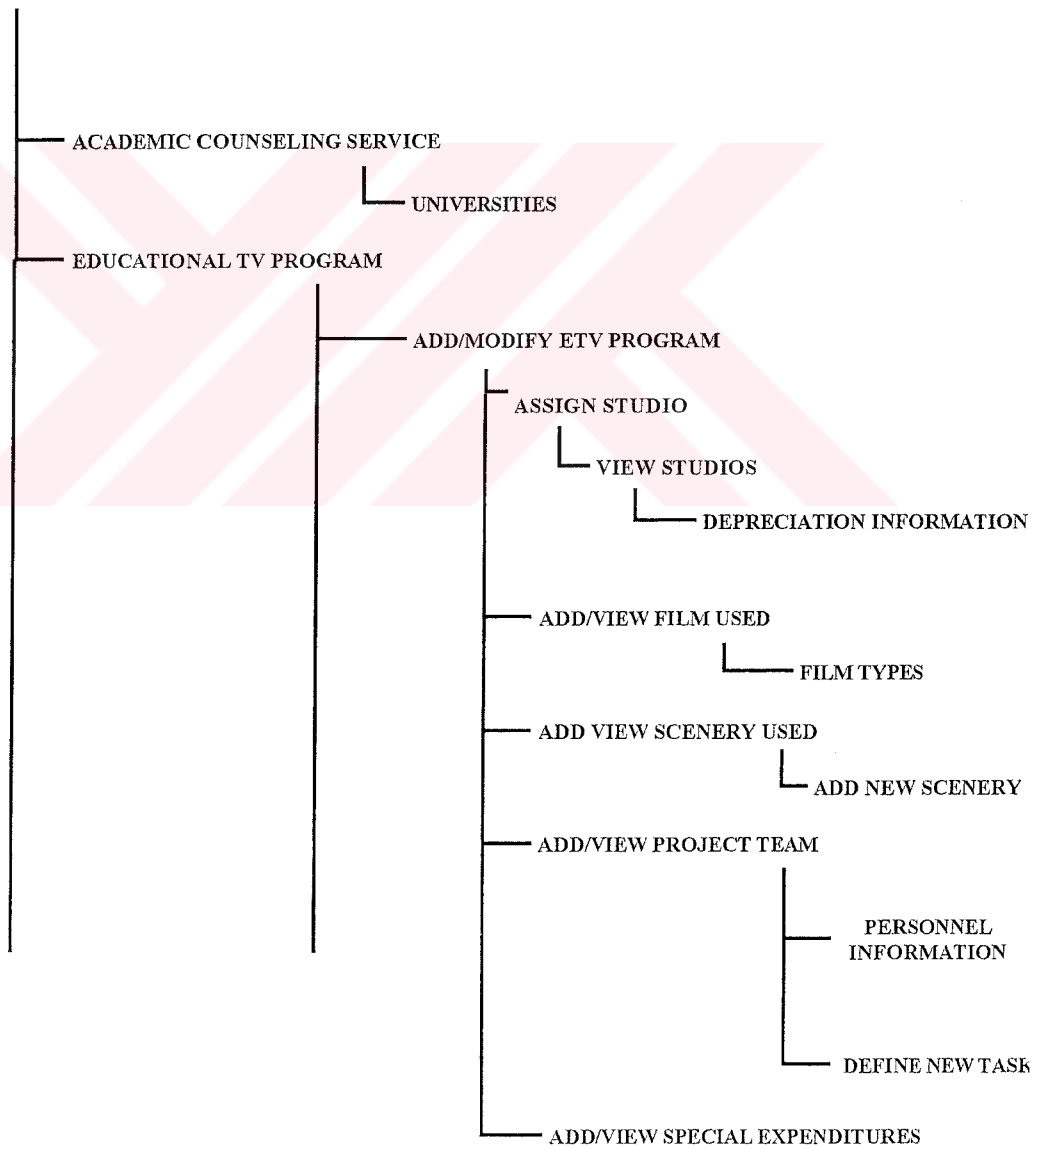 ACADEMIC COUNSELING SERVICE
UNIVERSITIES
EDUCATIONAL TV PROGRAM
ADD/MODIFY ETV PROGRAM
ASSIGN STUDIO
VIEW STUDIOS
DEPRECIATION INFORMATION
ADD/VIEW FILM USED
FILM TYPES
ADD VIEW SCENERY USED
ADD NEW SCENERY
ADD/VIEW PROJECT TEAM
PERSONNEL
INFORMATION
DEFINE NEW TASK
ADD/VIEW SPECIAL EXPENDITURES